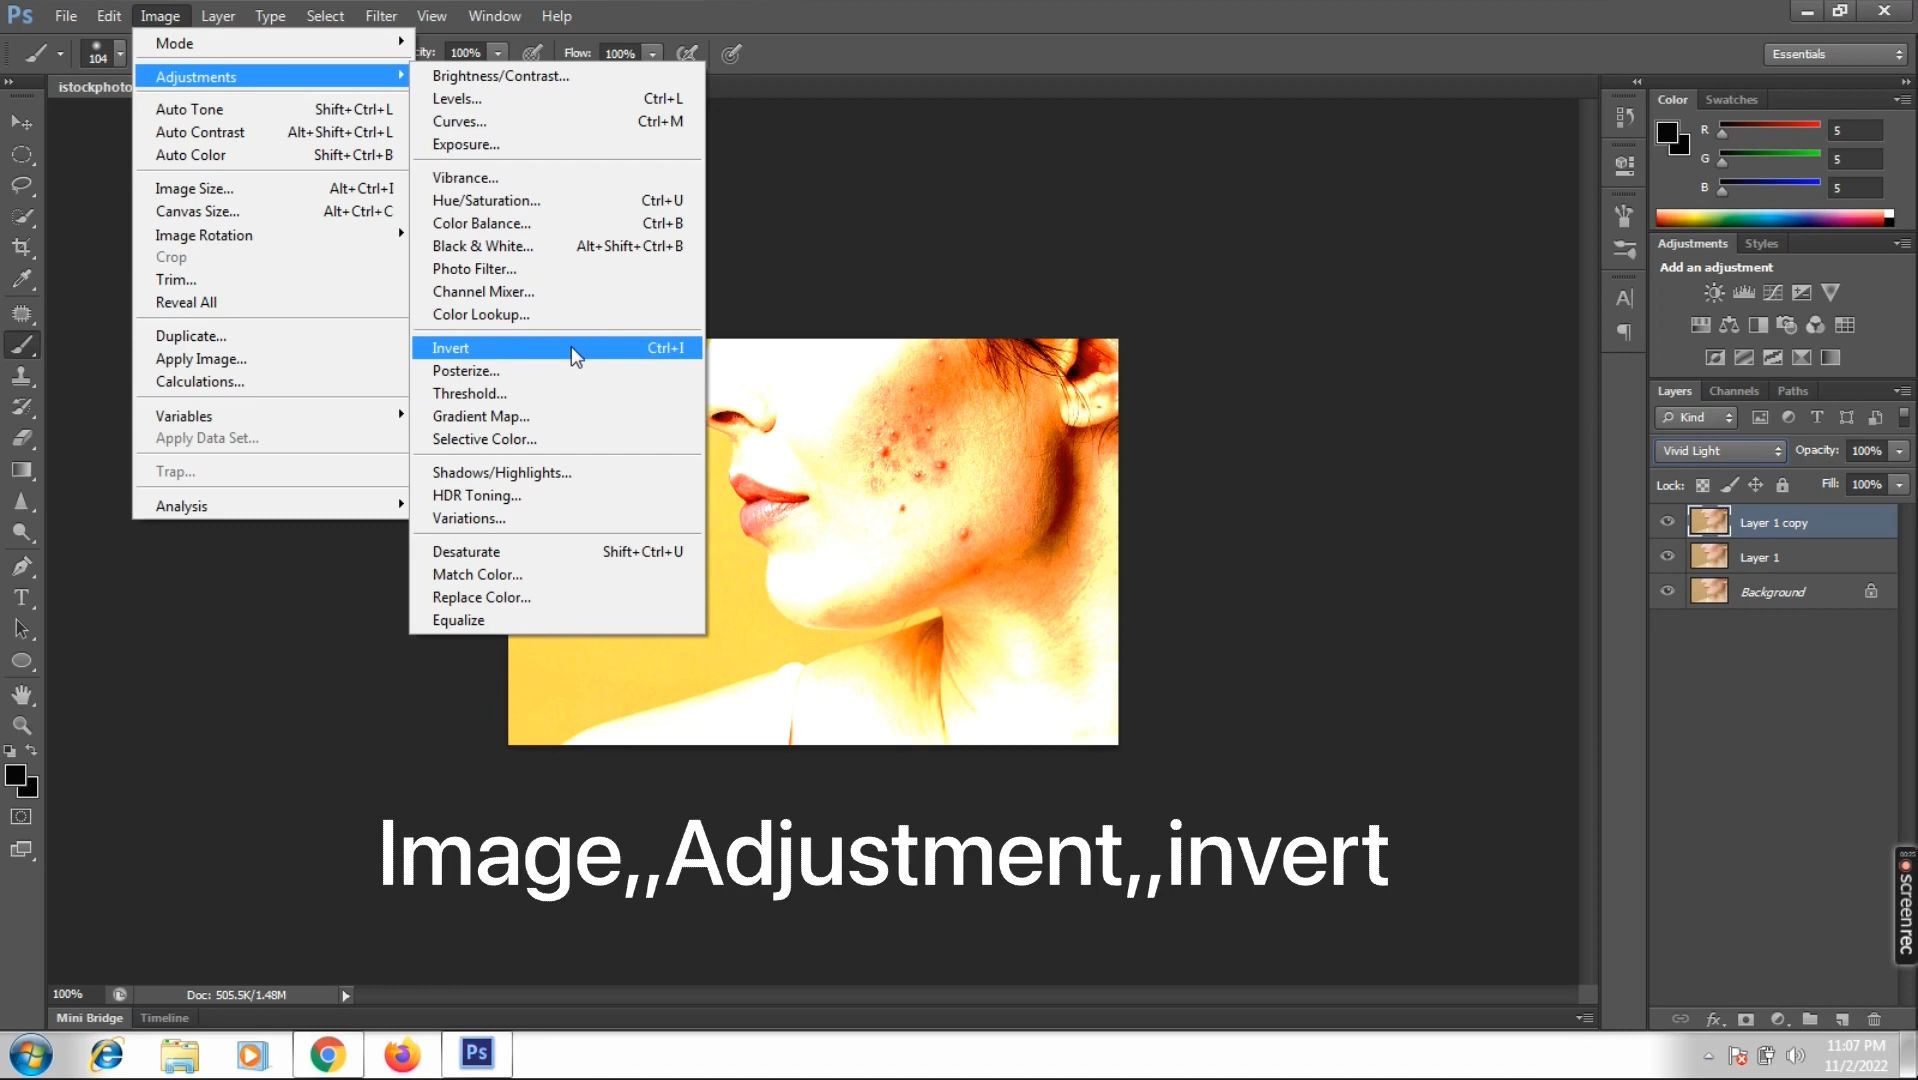 Ps File Edit Image Layer Type Select Filter View Window Help
104 100% Flow: 100% Essentials
istockphoto
Mode
Adjustments
Auto Tone Shift+Ctrl+L
Auto Contrast Alt+Shift+Ctrl+L
Auto Color Shift+Ctrl+B
Image Size... Alt+Ctrl+I
Canvas Size... Alt+Ctrl+C
Image Rotation
Crop
Trim...
Reveal All
Duplicate...
Apply Image...
Calculations...
Variables
Apply Data Set...
Trap...
Analysis
Brightness/Contrast...
Levels... Ctrl+L
Curves... Ctrl+M
Exposure...
Vibrance...
Hue/Saturation... Ctrl+U
Color Balance... Ctrl+B
Black & White... Alt+Shift+Ctrl+B
Photo Filter...
Channel Mixer...
Color Lookup...
Invert Ctrl+I
Posterize...
Threshold...
Gradient Map...
Selective Color...
Shadows/Highlights...
HDR Toning...
Variations...
Desaturate Shift+Ctrl+U
Match Color...
Replace Color...
Equalize
Color Swatches
R 5
G 5
B 5
Adjustments Styles
Add an adjustment
Layers Channels Paths
Kind
Vivid Light Opacity: 100%
Lock: Fill: 100%
Layer 1 copy
Layer 1
Background
Image,,Adjustment,,invert
screenrec
100% Doc: 505.5K/1.48M
Mini Bridge Timeline
Ps
11:07 PM
11/2/2022